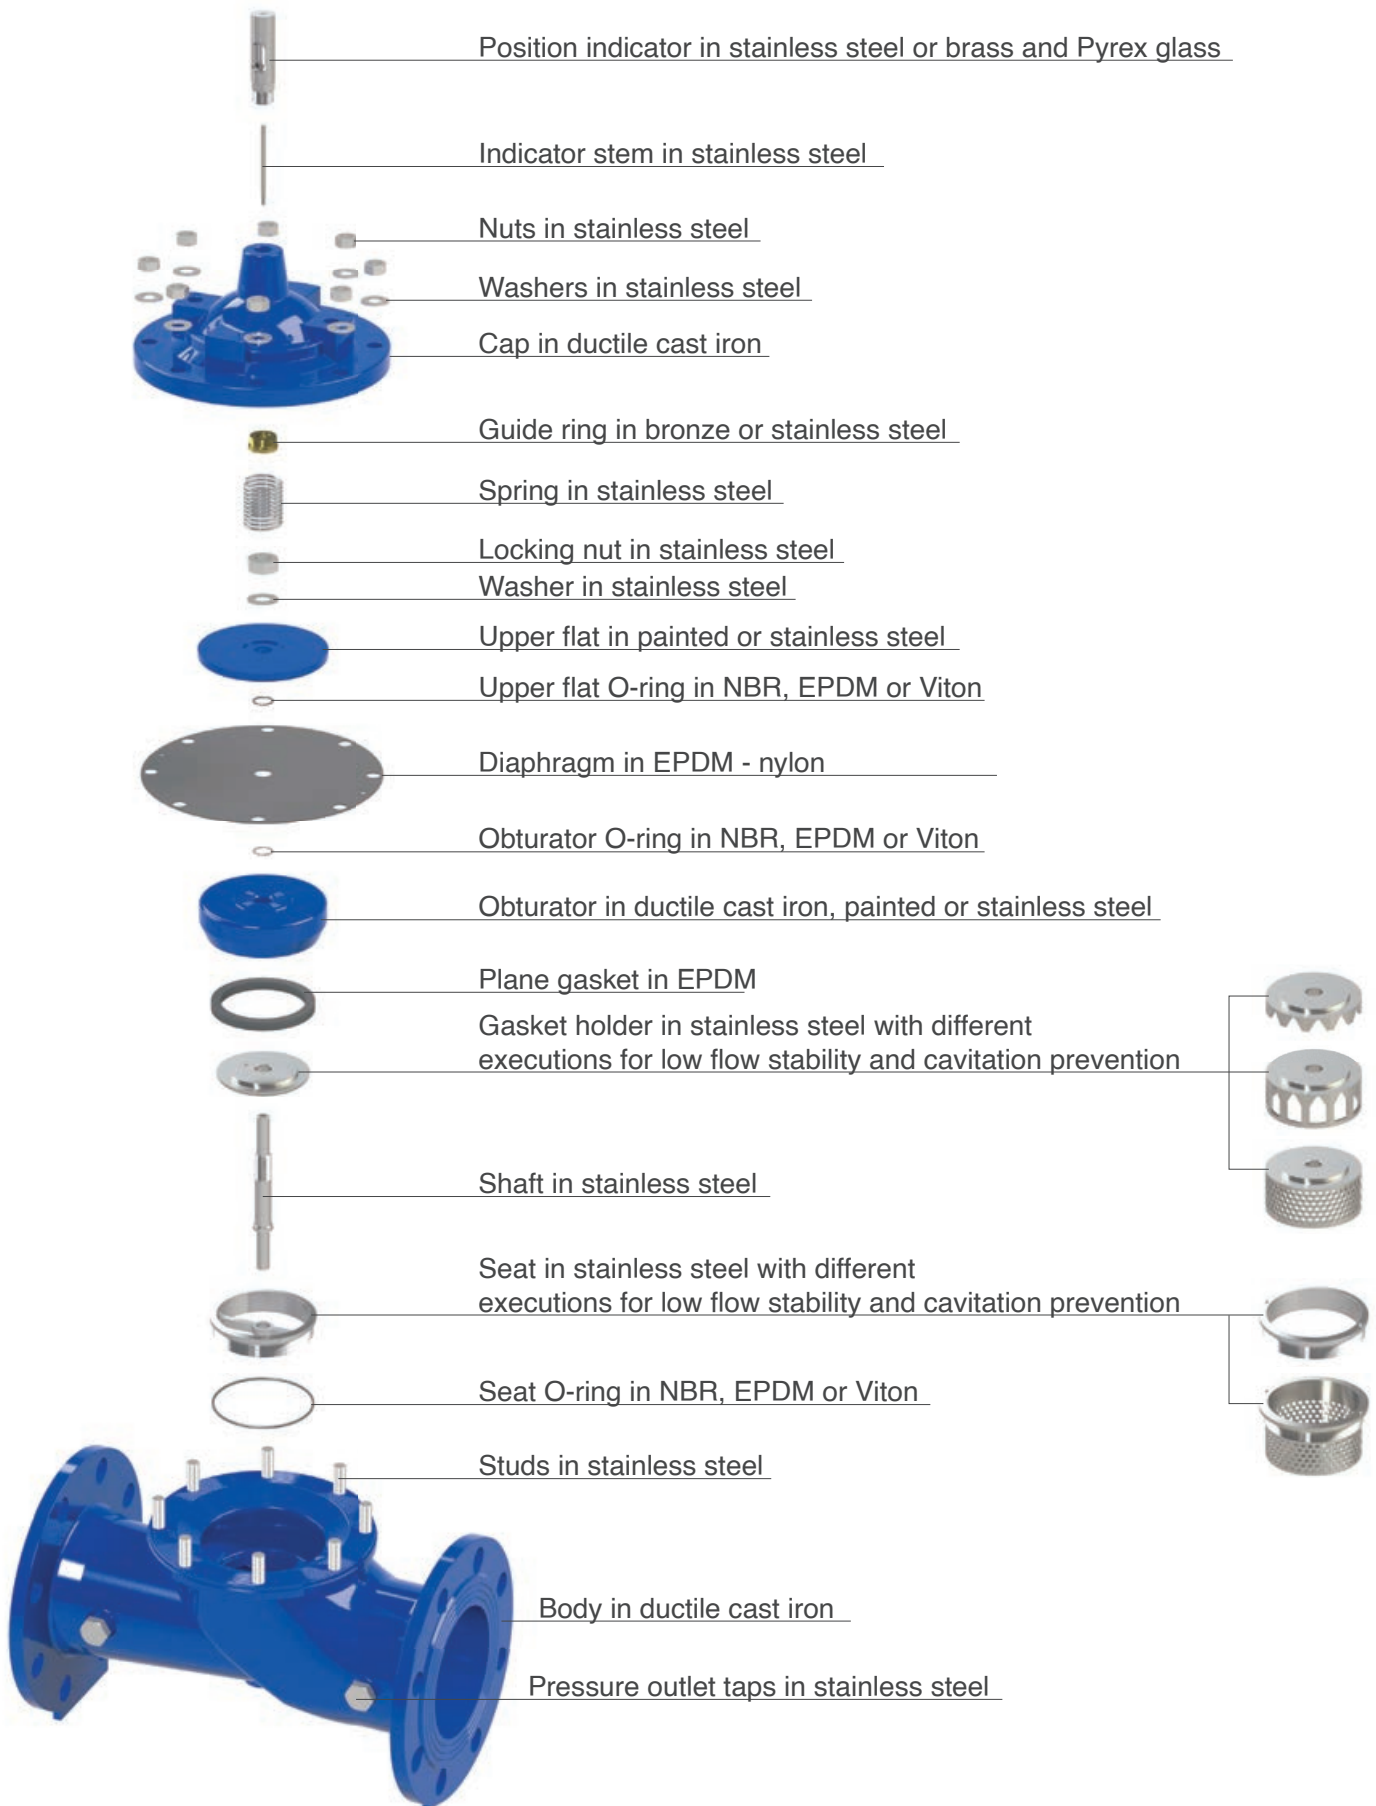 Position indicator in stainless steel or brass and Pyrex glass
Indicator stem in stainless steel
Nuts in stainless steel
Washers in stainless steel
Cap in ductile cast iron
Guide ring in bronze or stainless steel
Spring in stainless steel
Locking nut in stainless steel
Washer in stainless steel
Upper flat in painted or stainless steel
Upper flat O-ring in NBR, EPDM or Viton
Diaphragm in EPDM - nylon
Obturator O-ring in NBR, EPDM or Viton
Obturator in ductile cast iron, painted or stainless steel
Plane gasket in EPDM
Gasket holder in stainless steel with different
executions for low flow stability and cavitation prevention
Shaft in stainless steel
Seat in stainless steel with different
executions for low flow stability and cavitation prevention
Seat O-ring in NBR, EPDM or Viton
Studs in stainless steel
Body in ductile cast iron
Pressure outlet taps in stainless steel